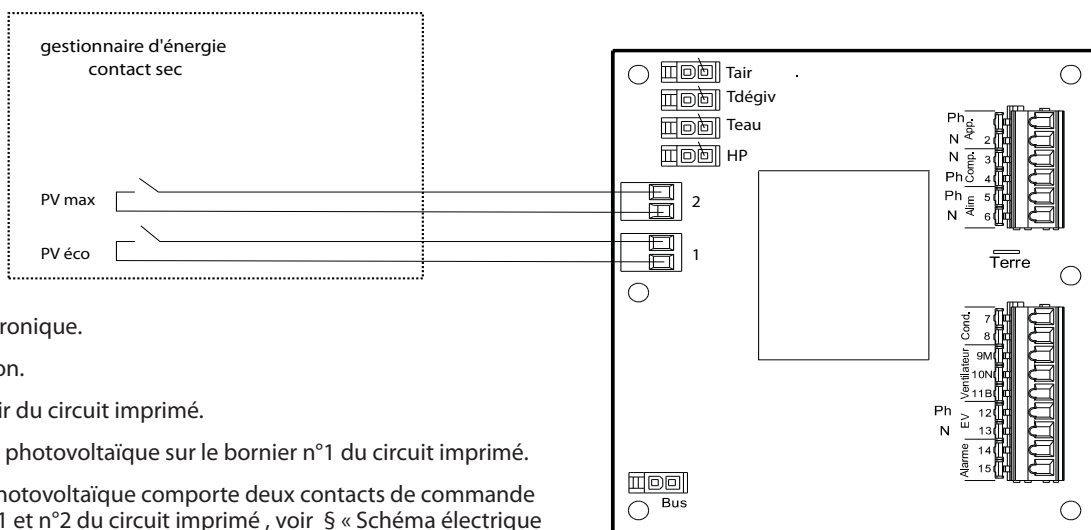 gestionnaire d'énergie
contact sec
PV max
PV éco
Tair
Tdégiv
Teau
HP
2
1
Ph
N
N
Ph
Ph
N
App.
Comp.
Alim
2
3
4
5
6
Terre
Cond.
Ventilateur
EV
Alarme
7
8
9M
10N
11B
Ph 12
N 13
14
15
Bus
ronique.
on.
ir du circuit imprimé.
photovoltaïque sur le bornier n°1 du circuit imprimé.
hotovoltaïque comporte deux contacts de commande
1 et n°2 du circuit imprimé , voir § « Schéma électrique